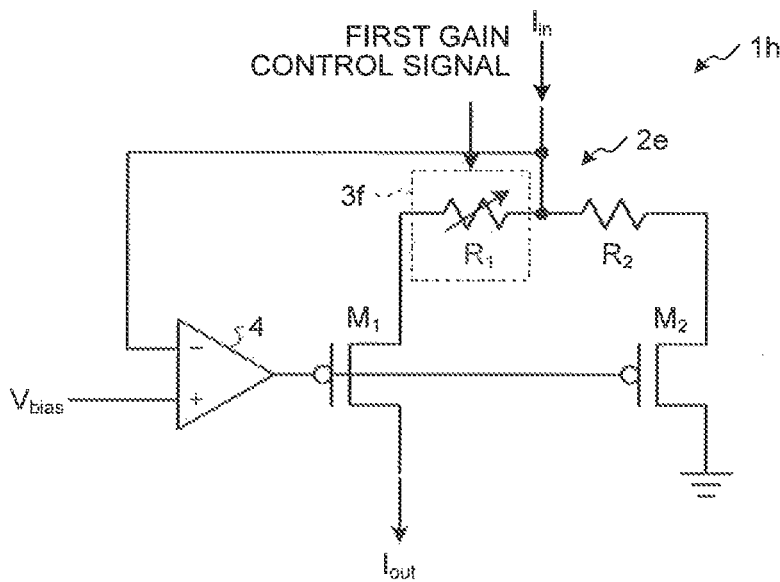 FIRST GAIN
CONTROL SIGNAL
Iin
1h
2e
3f
R1
R2
M1
M2
4
−
+
Vbias
Iout